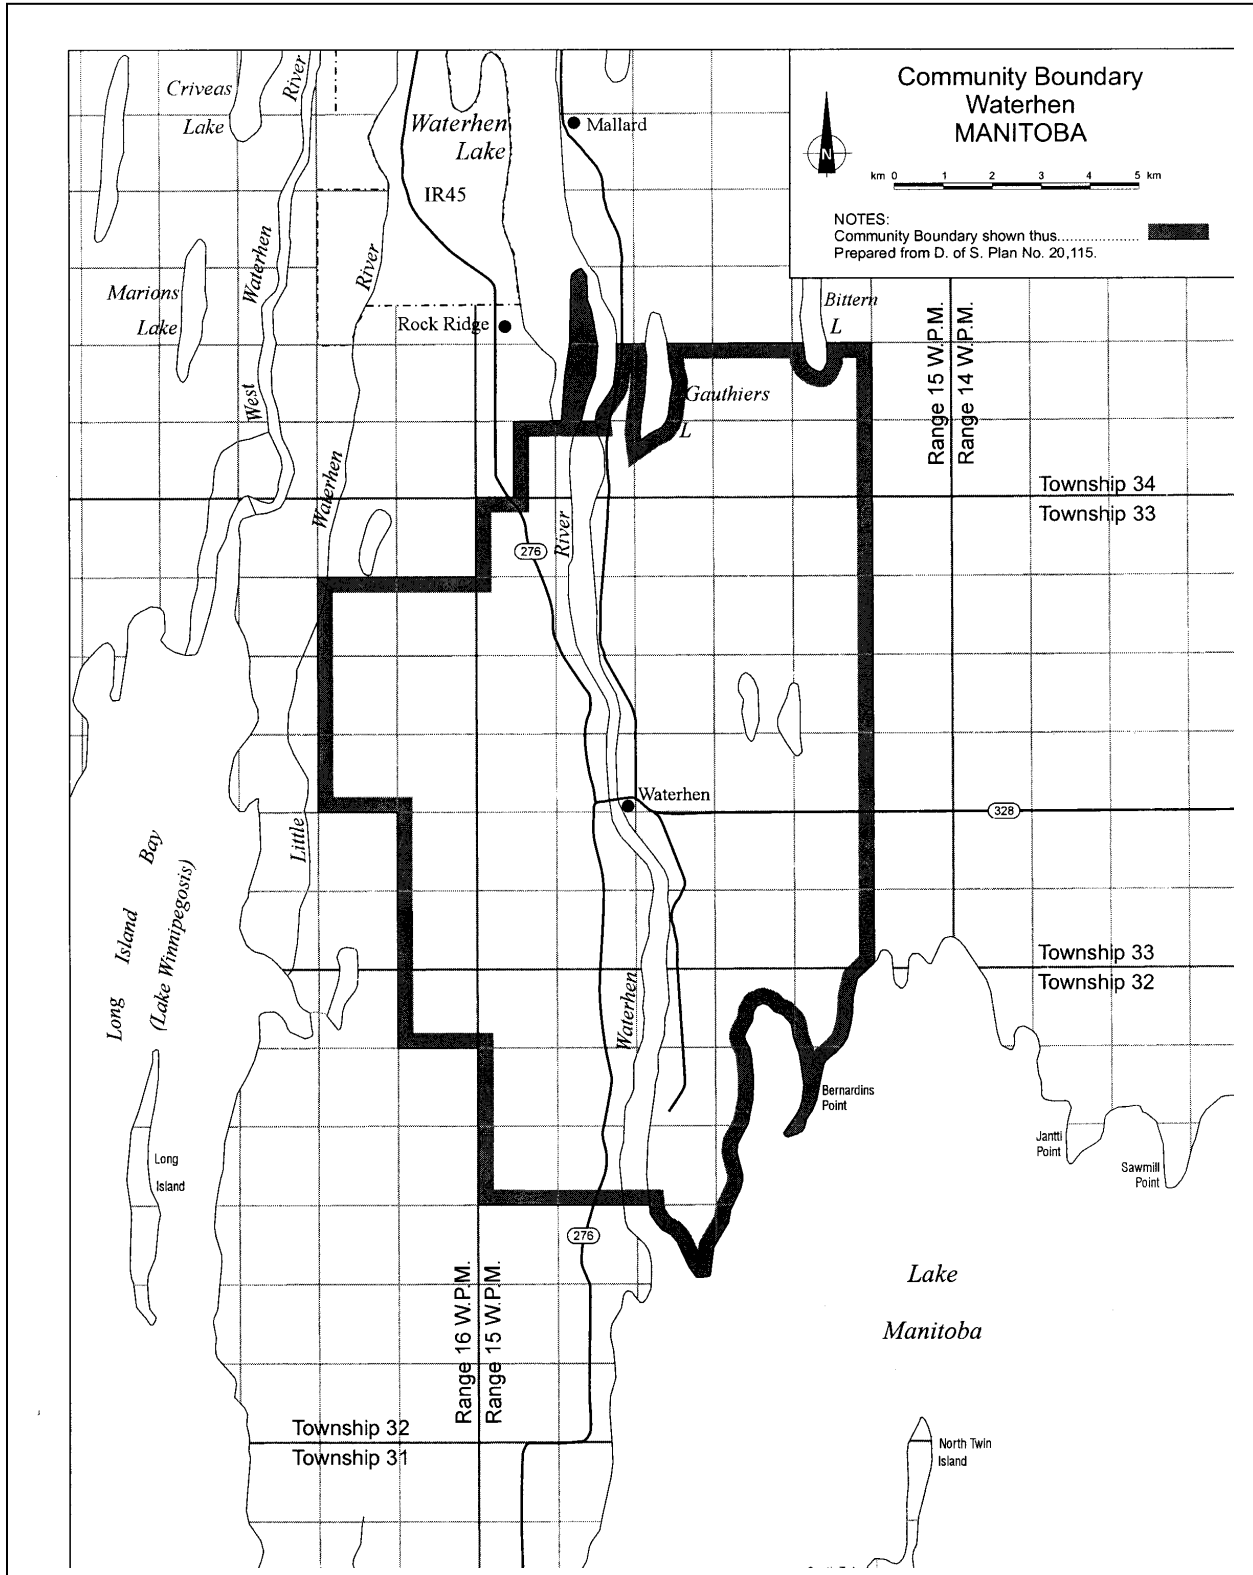 Community Boundary
Waterhen
MANITOBA
N
km 0 1 2 3 4 5 km
NOTES:
Community Boundary shown thus.....................
Prepared from D. of S. Plan No. 20,115.
Criveas
Lake
River
Waterhen
Lake
Mallard
IR45
Waterhen
River
Marions
Lake
Rock Ridge
Bittern
L
West
Gauthiers
L
Range 15 W.P.M.
Range 14 W.P.M.
Waterhen
Township 34
Township 33
276
River
Waterhen
328
Little
Long Island Bay
(Lake Winnipegosis)
Township 33
Township 32
Waterhen
Bernardins
Point
Jantti
Point
Sawmill
Point
Long
Island
276
Lake
Manitoba
Range 16 W.P.M.
Range 15 W.P.M.
Township 32
Township 31
North Twin
Island